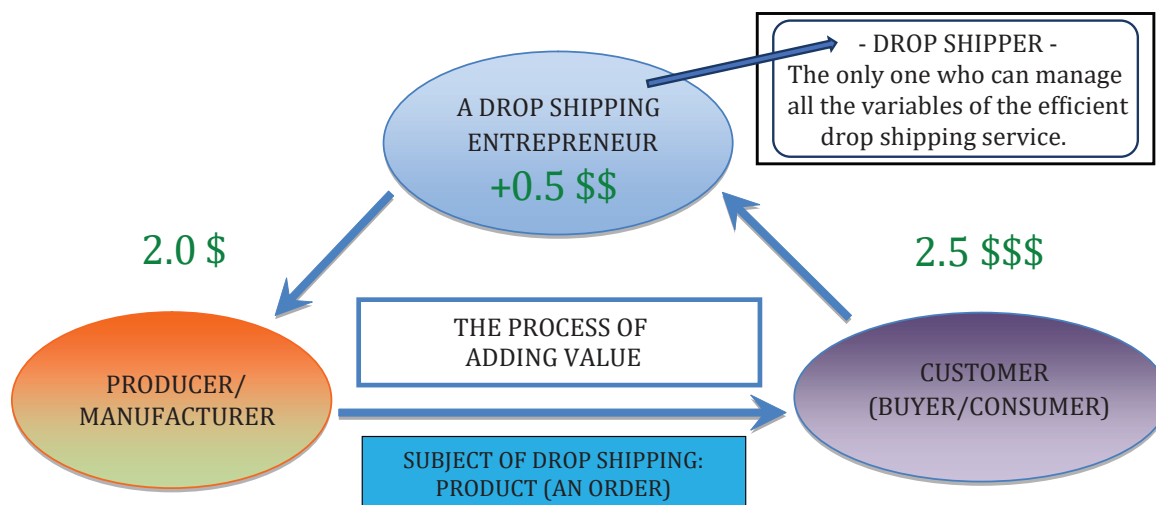 - DROP SHIPPER -
The only one who can manage
all the variables of the efficient
drop shipping service.
A DROP SHIPPING
ENTREPRENEUR
+0.5 $$
2.0 $
2.5 $$$
THE PROCESS OF
ADDING VALUE
PRODUCER/
MANUFACTURER
CUSTOMER
(BUYER/CONSUMER)
SUBJECT OF DROP SHIPPING:
PRODUCT (AN ORDER)